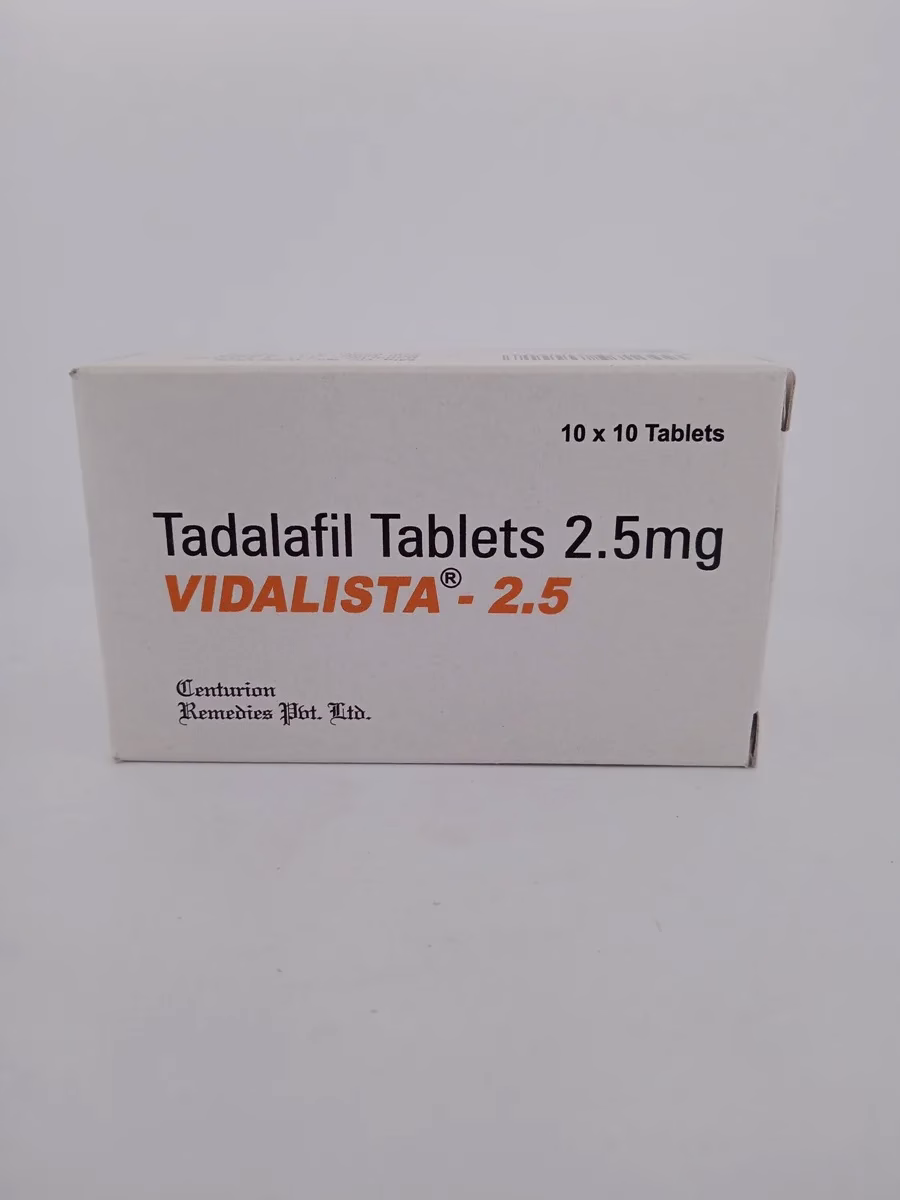 10 x 10 Tablets
Tadalafil Tablets 2.5mg
VIDALISTA® - 2.5
Centurion
Remedies Pvt. Ltd.